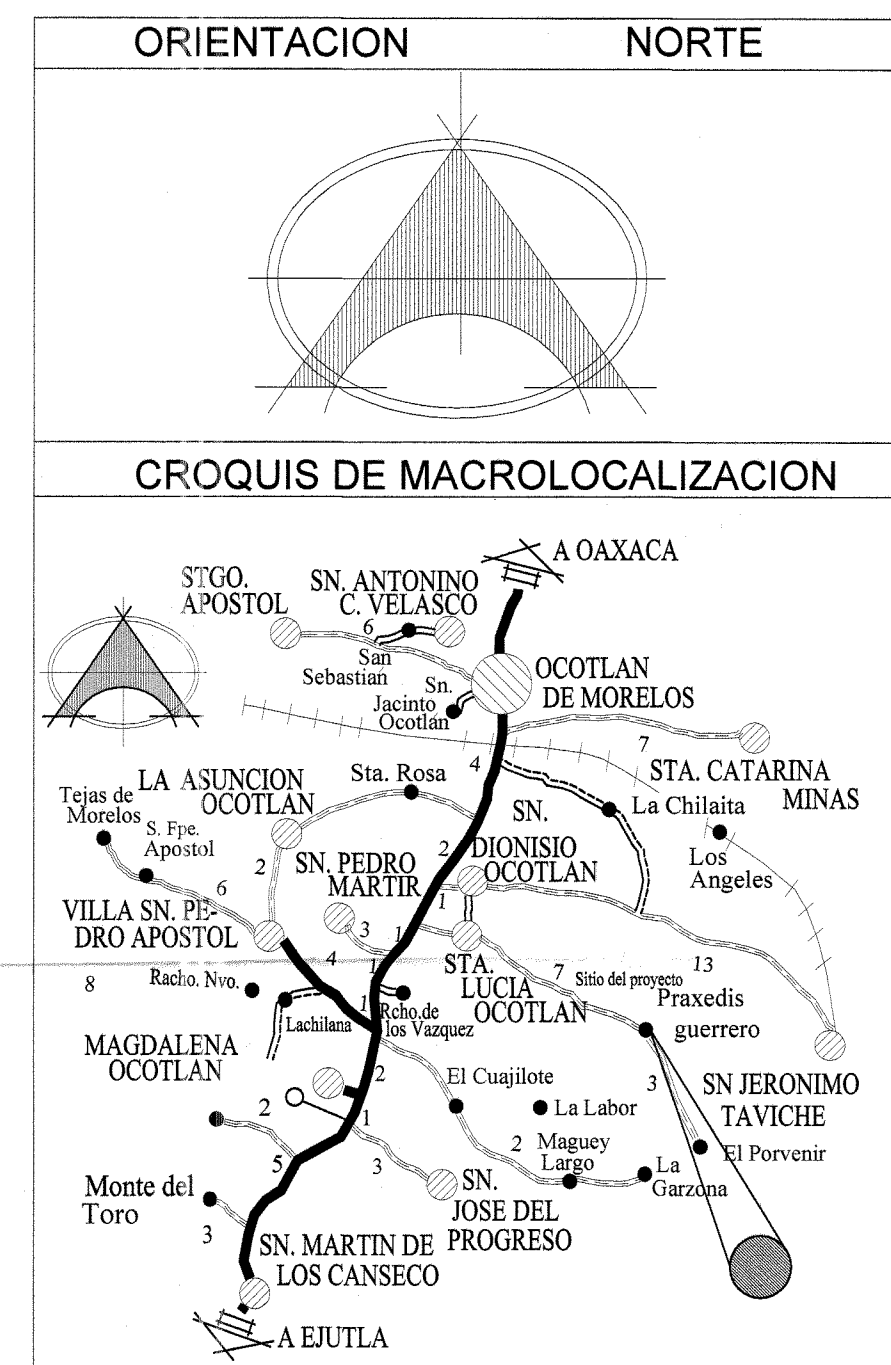 ORIENTACION NORTE
CROQUIS DE MACROLOCALIZACION
A OAXACA
STGO.
APOSTOL
SN. ANTONINO
C. VELASCO
6
San
Sebastian
Sn.
Jacinto
Ocotlán
OCOTLAN
DE MORELOS
7
4
STA. CATARINA
MINAS
LA ASUNCION
OCOTLAN
Sta. Rosa
Tejas de
Morelos
S. Fpe.
Apostol
La Chilaita
Los
Angeles
SN.
DIONISIO
OCOTLAN
2
2
SN. PEDRO
MARTIR
6
1
VILLA SN. PE-
DRO APOSTOL
3
1
4
1
1
STA.
LUCIA
OCOTLAN
7
13
Sitio del proyecto
Praxedis
guerrero
8
Racho. Nvo.
Lachilana
Rcho.de
los Vazquez
MAGDALENA
OCOTLAN
2
El Cuajilote
La Labor
3
SN JERONIMO
TAVICHE
2
1
5
3
2
Maguey
Largo
La
Garzona
El Porvenir
Monte del
Toro
3
SN.
JOSE DEL
PROGRESO
SN. MARTIN DE
LOS CANSECO
A EJUTLA